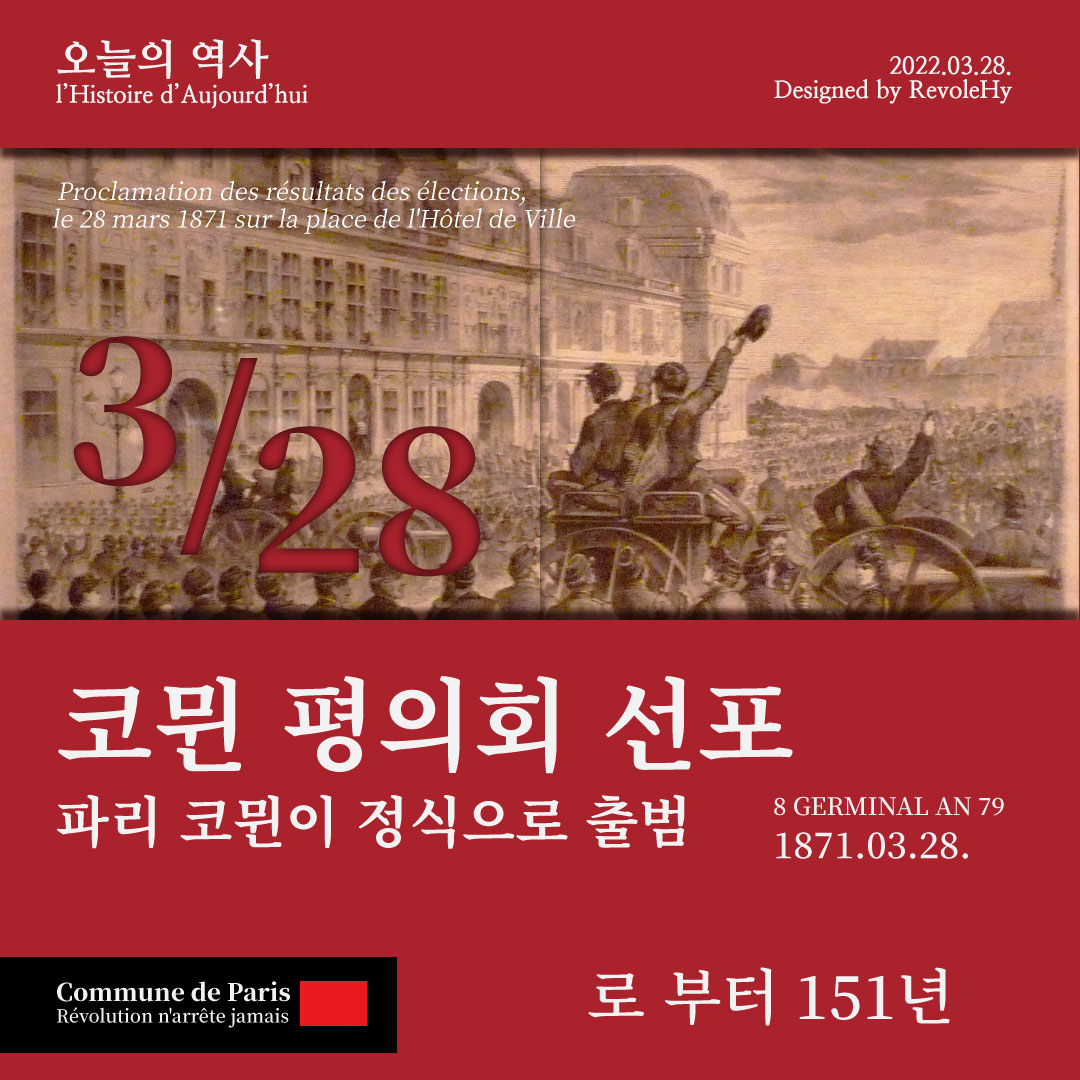 오늘의 역사
l’Histoire d’Aujourd’hui
2022.03.28.
Designed by RevoleHy
Proclamation des résultats des élections,
le 28 mars 1871 sur la place de l'Hôtel de Ville
3/28
코뮌 평의회 선포
파리 코뮌이 정식으로 출범
8 GERMINAL AN 79
1871.03.28.
로 부터 151년
Commune de Paris
Révolution n'arrête jamais